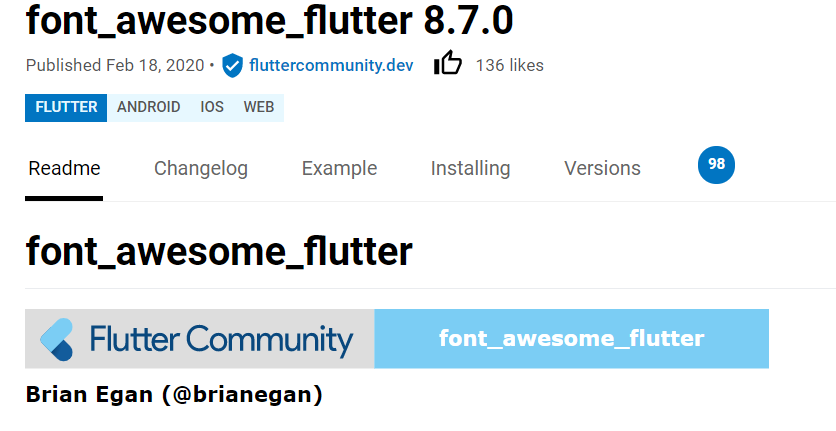 font_awesome_flutter 8.7.0
Published Feb 18, 2020 • fluttercommunity.dev 136 likes
FLUTTER ANDROID IOS WEB
Readme Changelog Example Installing Versions 98
font_awesome_flutter
Flutter Community font_awesome_flutter
Brian Egan (@brianegan)